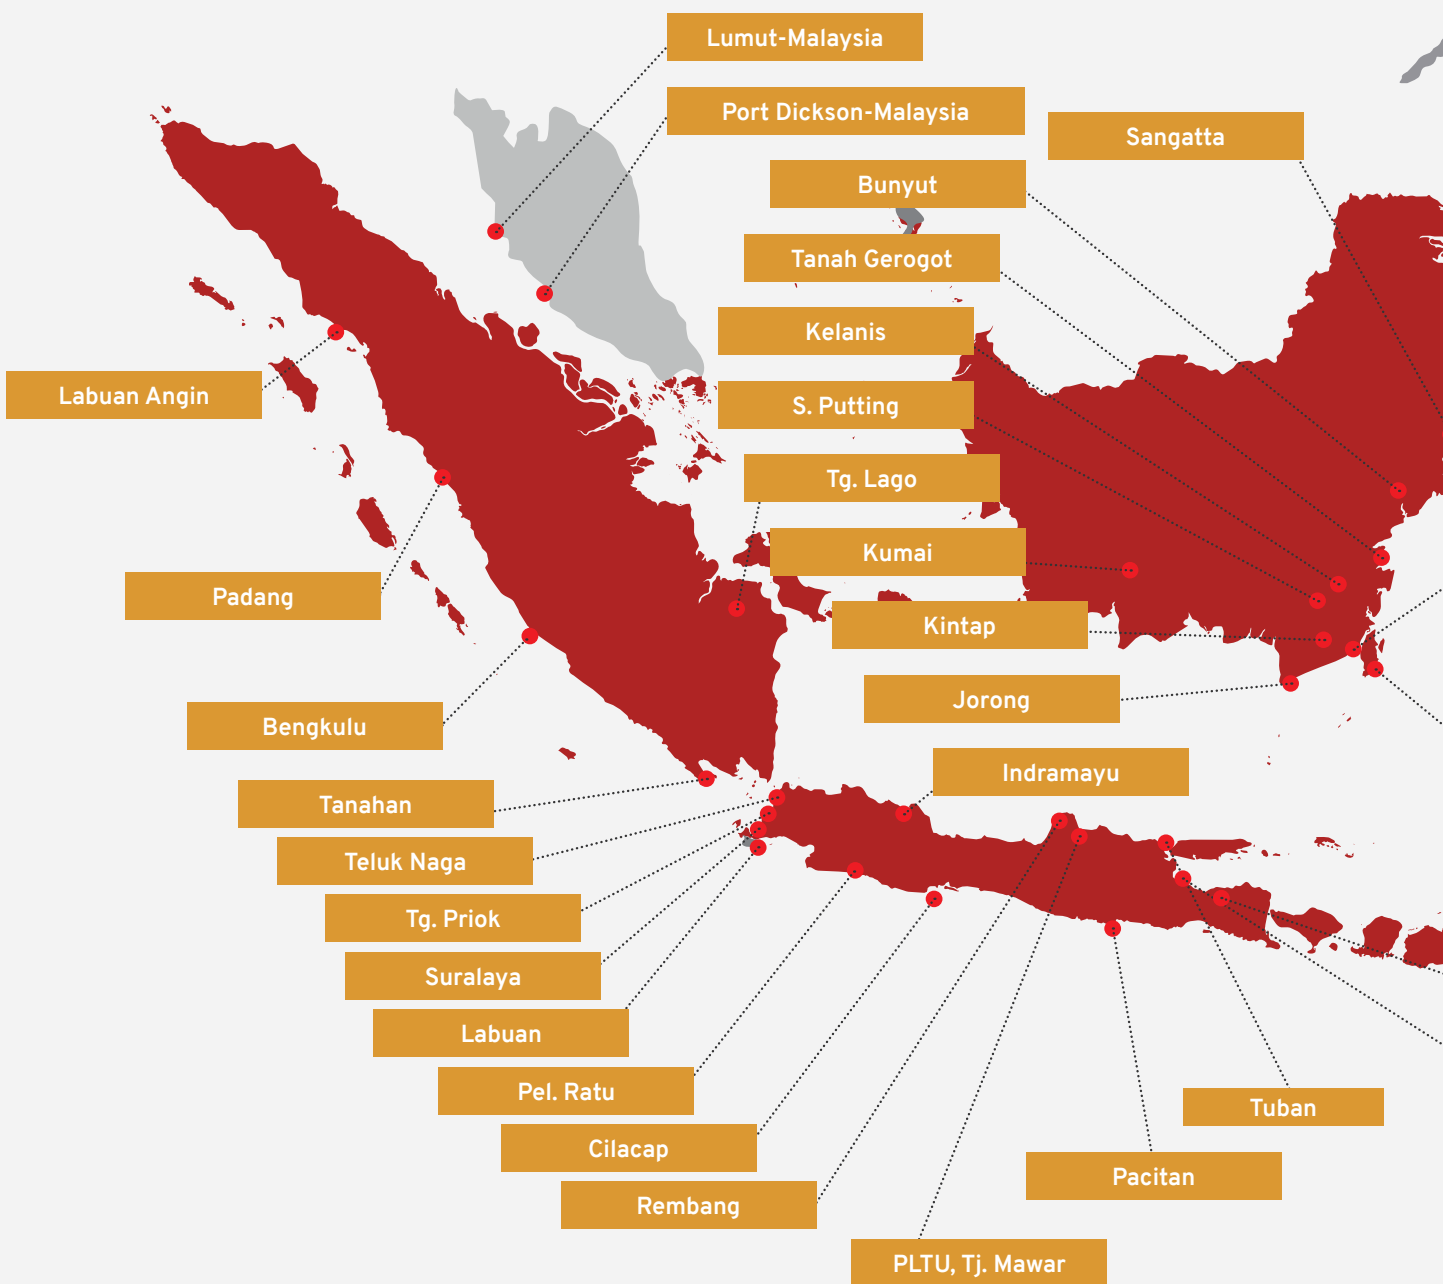 Lumut-Malaysia
Port Dickson-Malaysia
Sangatta
Bunyut
Tanah Gerogot
Kelanis
Labuan Angin
S. Putting
Tg. Lago
Kumai
Padang
Kintap
Jorong
Bengkulu
Indramayu
Tanahan
Teluk Naga
Tg. Priok
Suralaya
Labuan
Pel. Ratu
Tuban
Cilacap
Pacitan
Rembang
PLTU, Tj. Mawar